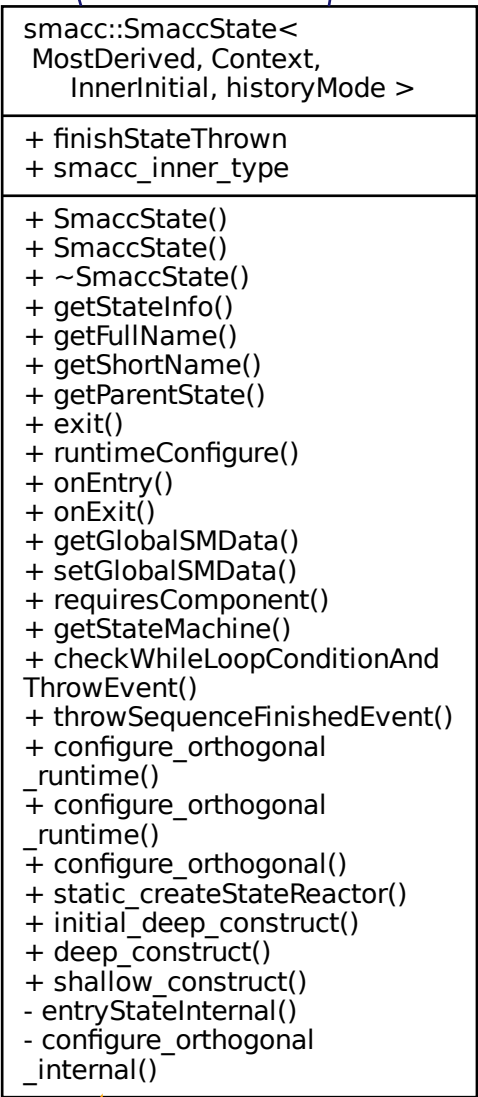 smacc::SmaccState<
MostDerived, Context,
InnerInitial, historyMode >
+ finishStateThrown
+ smacc_inner_type
+ SmaccState()
+ SmaccState()
+ ~SmaccState()
+ getStateInfo()
+ getFullName()
+ getShortName()
+ getParentState()
+ exit()
+ runtimeConfigure()
+ onEntry()
+ onExit()
+ getGlobalSMData()
+ setGlobalSMData()
+ requiresComponent()
+ getStateMachine()
+ checkWhileLoopConditionAnd
ThrowEvent()
+ throwSequenceFinishedEvent()
+ configure_orthogonal
_runtime()
+ configure_orthogonal
_runtime()
+ configure_orthogonal()
+ static_createStateReactor()
+ initial_deep_construct()
+ deep_construct()
+ shallow_construct()
- entryStateInternal()
- configure_orthogonal
_internal()